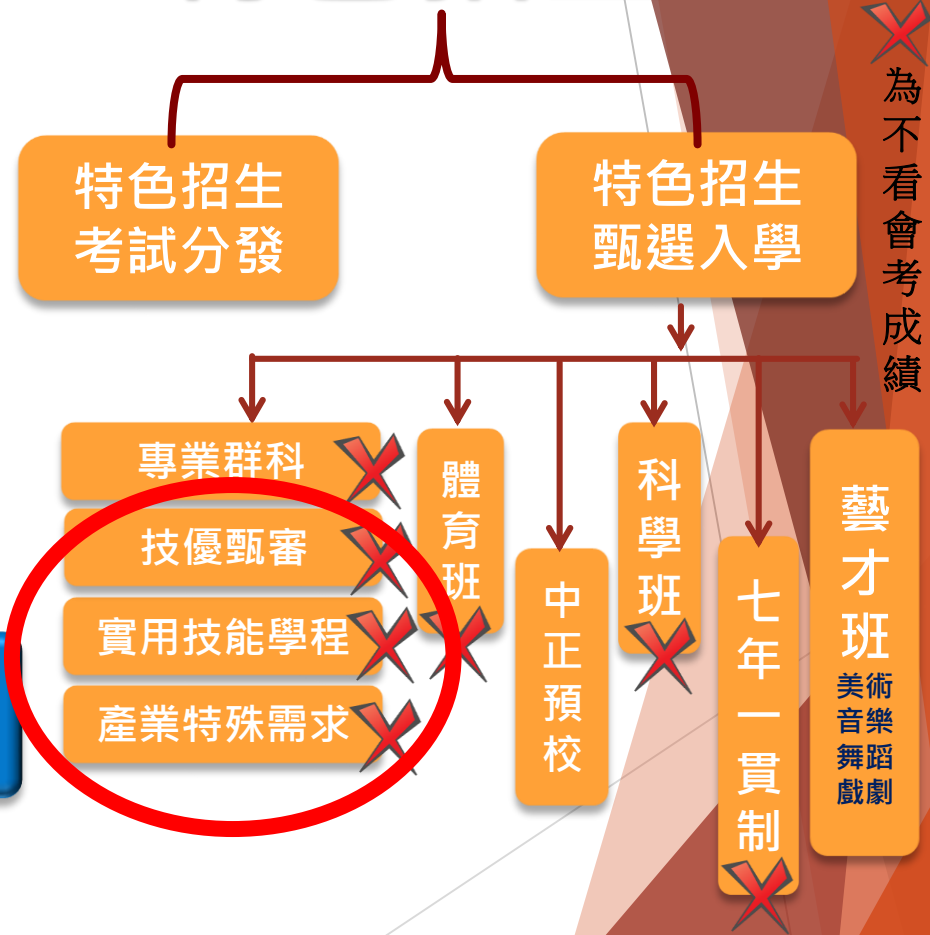 為不看會考成績
特色招生
考試分發
特色招生
甄選入學
專業群科
技優甄審
實用技能學程
產業特殊需求
體育班
中正預校
科學班
七年一貫制
藝才班
美術
音樂
舞蹈
戲劇